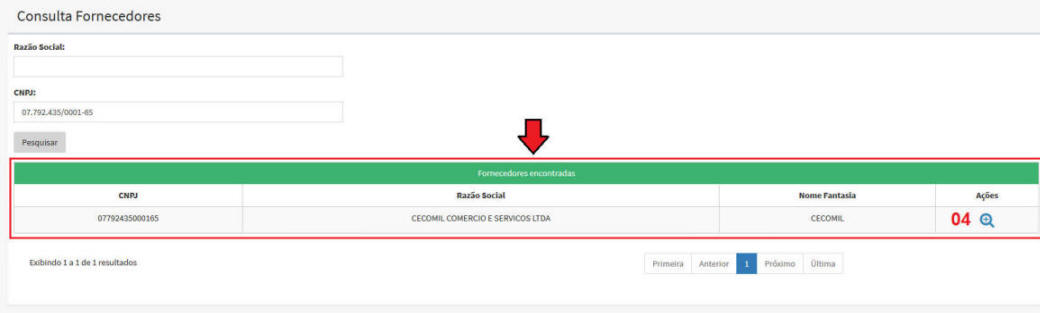 Consulta Fornecedores
Razão Social:
CNPJ:
07.792.435/0001-65
Pesquisar
Fornecedores encontradas
CNPJ Razão Social Nome Fantasia Ações
07792435000165 CECOMIL COMERCIO E SERVICOS LTDA CECOMIL 04
Exibindo 1 a 1 de 1 resultados Primeira Anterior 1 Próximo Última